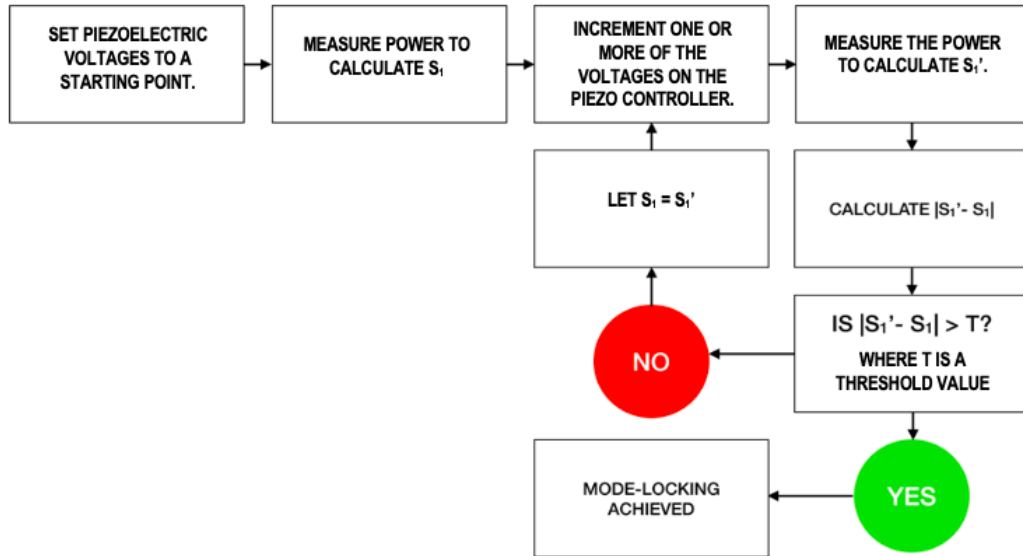 SET PIEZOELECTRIC
VOLTAGES TO A
STARTING POINT.
MEASURE POWER TO
CALCULATE S₁
INCREMENT ONE OR
MORE OF THE
VOLTAGES ON THE
PIEZO CONTROLLER.
MEASURE THE POWER
TO CALCULATE S₁’.
LET S₁ = S₁’
CALCULATE |S₁’- S₁|
IS |S₁’- S₁| > T?
WHERE T IS A
THRESHOLD VALUE
NO
YES
MODE-LOCKING
ACHIEVED